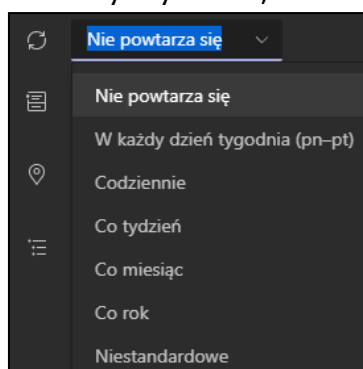 Nie powtarza się
Nie powtarza się
W każdy dzień tygodnia (pn–pt)
Codziennie
Co tydzień
Co miesiąc
Co rok
Niestandardowe